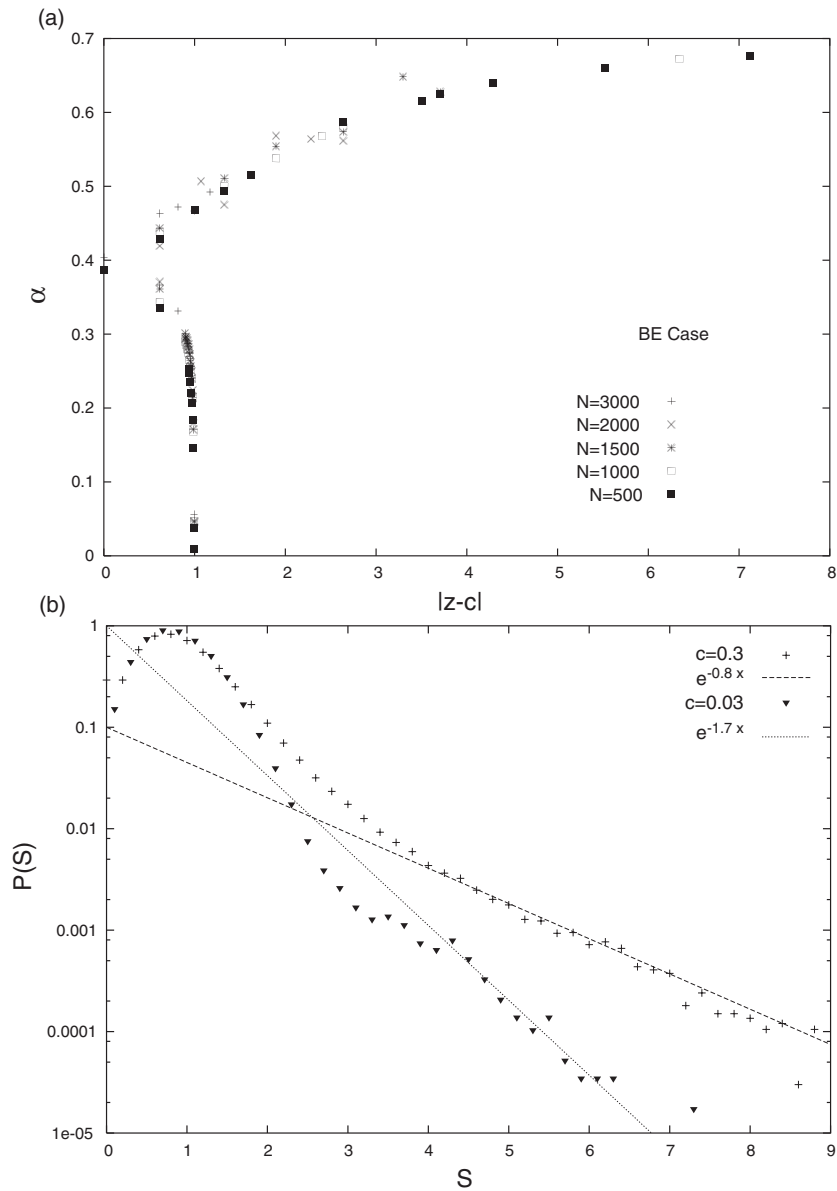 (a)
0.7
0.6
0.5
0.4
0.3
0.2
0.1
0
α
BE Case
N=3000
N=2000
N=1500
N=1000
N=500
0 1 2 3 4 5 6 7 8
|z-c|
(b)
1
0.1
0.01
0.001
0.0001
1e-05
P(S)
c=0.3
e^-0.8 x
c=0.03
e^-1.7 x
0 1 2 3 4 5 6 7 8 9
S